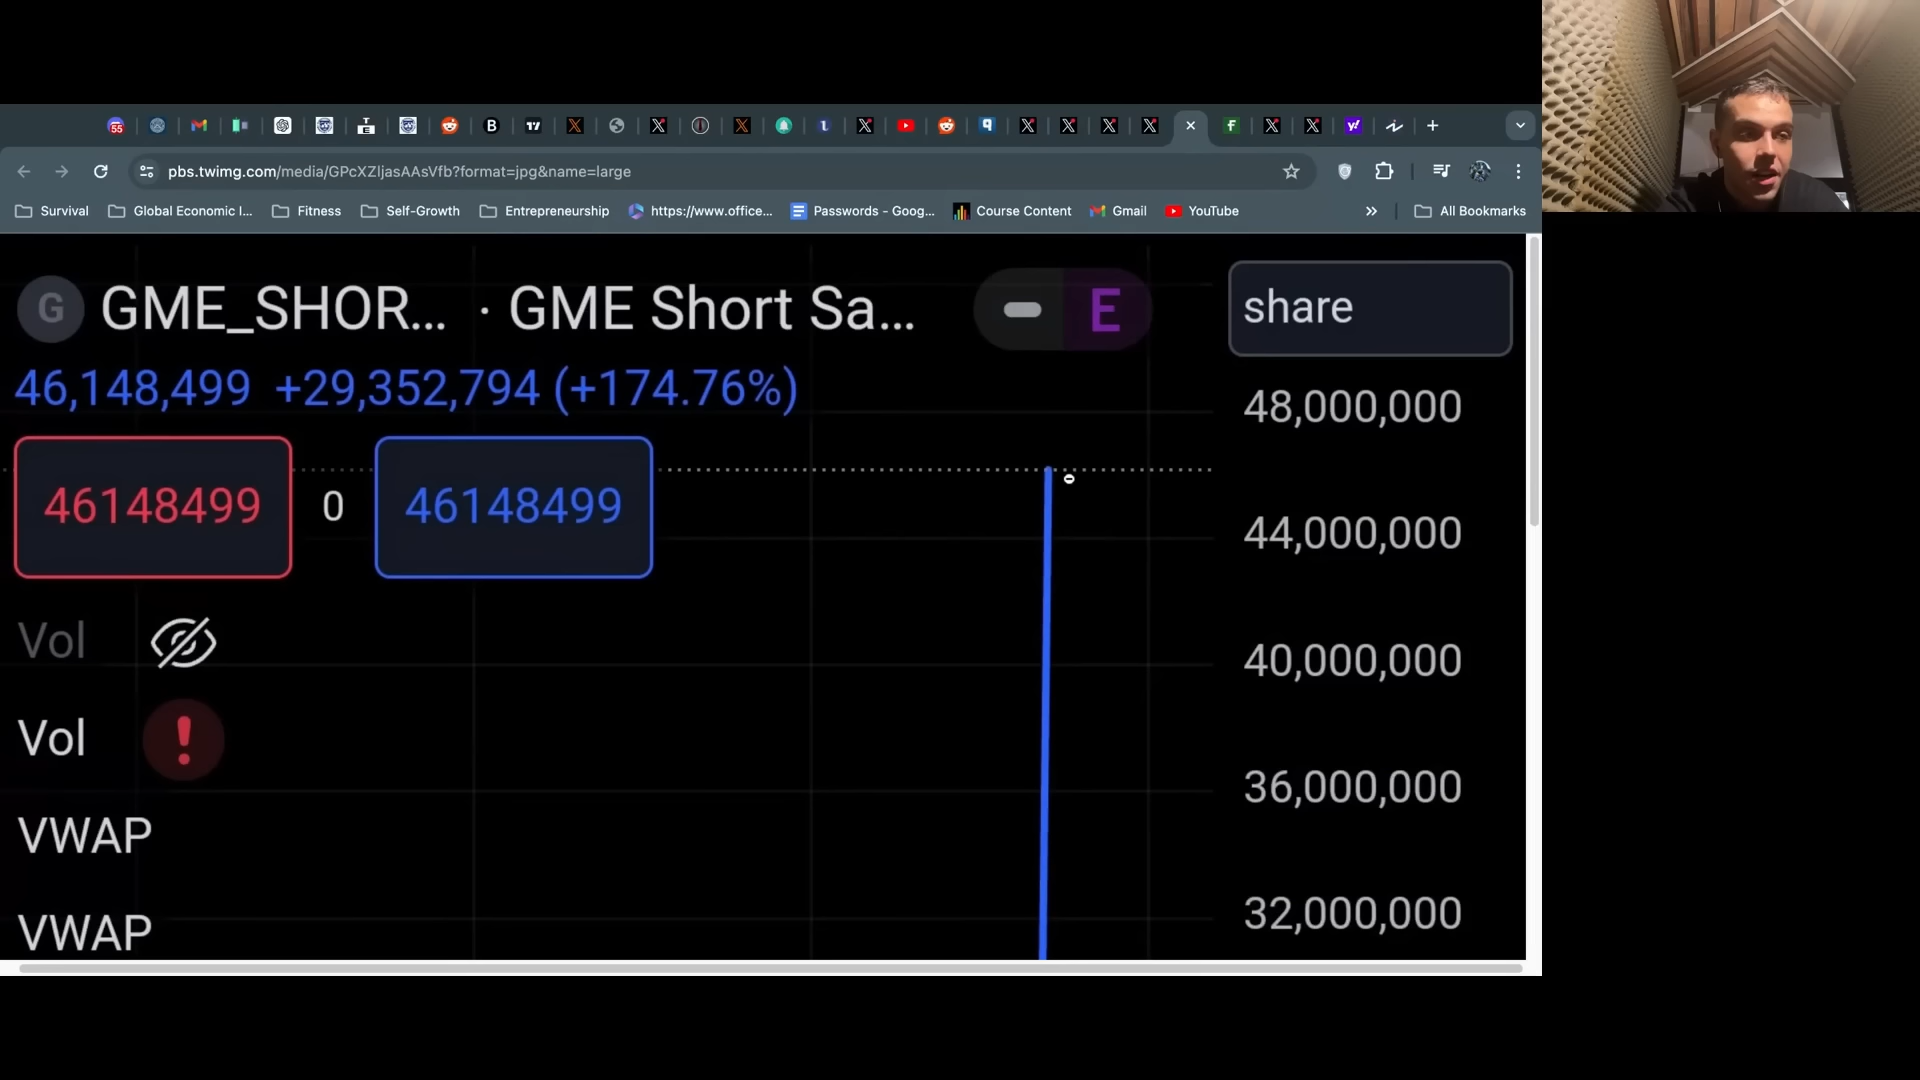 55
pbs.twimg.com/media/GPcXZljasAAsVfb?format=jpg&name=large
Survival
Global Economic I...
Fitness
Self-Growth
Entrepreneurship
https://www.office...
Passwords - Goog...
Course Content
Gmail
YouTube
All Bookmarks
G GME_SHOR... · GME Short Sa... E
share
46,148,499 +29,352,794 (+174.76%)
48,000,000
46148499 0 46148499
44,000,000
Vol
40,000,000
Vol !
36,000,000
VWAP
32,000,000
VWAP